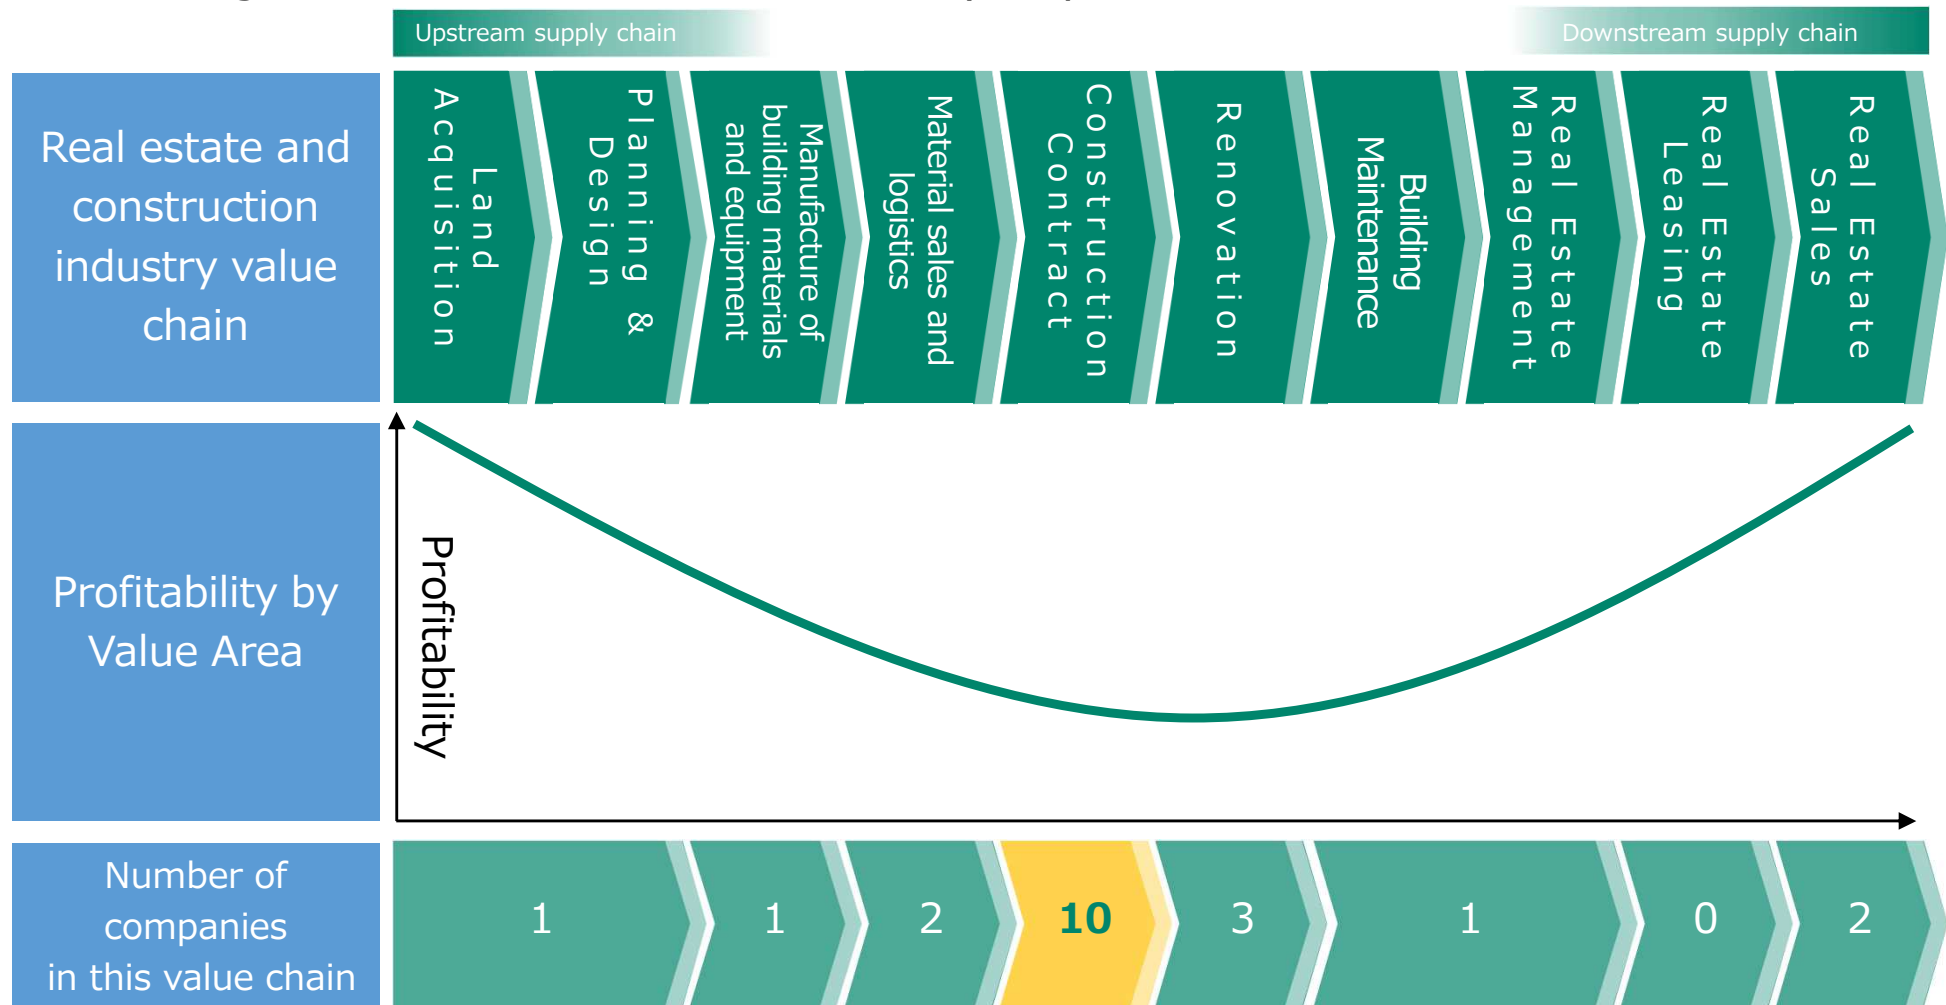 Upstream supply chain
Downstream supply chain
Real estate and
construction
industry value
chain
Land
Acquisition
Planning &
Design
Manufacture of
building materials
and equipment
Material sales and
logistics
Construction
Contract
Renovation
Building
Maintenance
Real Estate
Management
Real Estate
Leasing
Real Estate
Sales
Profitability by
Value Area
Profitability
Number of
companies
in this value chain
1
1
2
10
3
1
0
2